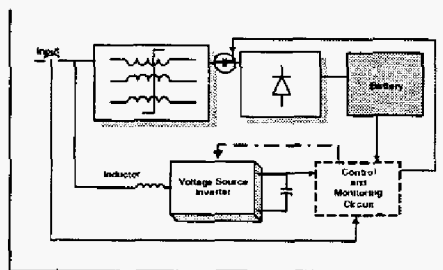 Input
Battery
Inductor
Voltage Source
Inverter
Control
and
Monitoring
Circuit